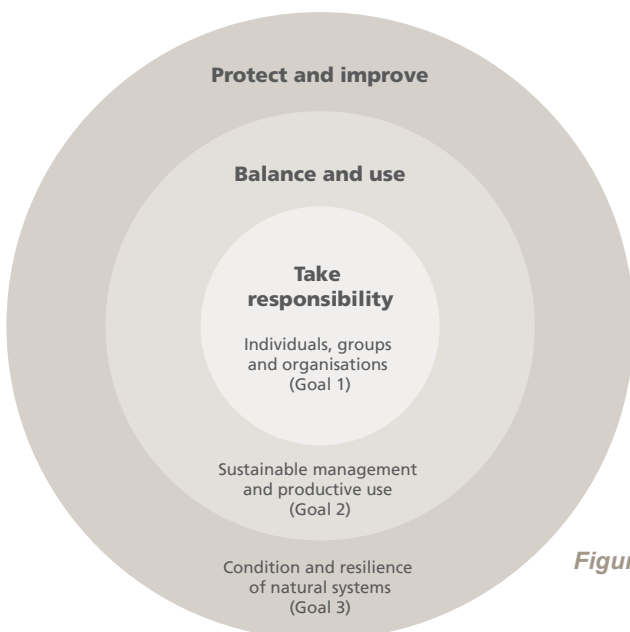 Protect and improve
Balance and use
Take
responsibility
Individuals, groups
and organisations
(Goal 1)
Sustainable management
and productive use
(Goal 2)
Condition and resilience
of natural systems
(Goal 3)